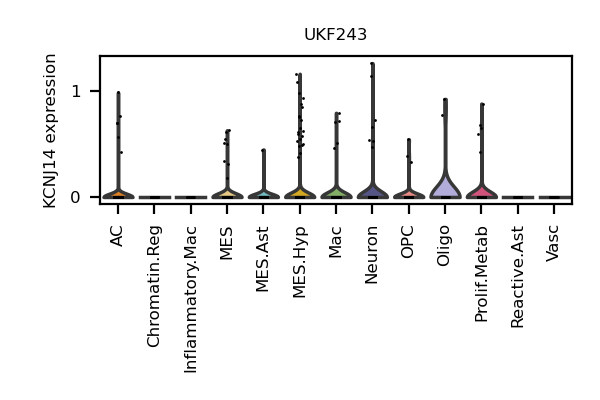 UKF243
KCNJ14 expression
1
0
AC
Chromatin.Reg
Inflammatory.Mac
MES
MES.Ast
MES.Hyp
Mac
Neuron
OPC
Oligo
Prolif.Metab
Reactive.Ast
Vasc